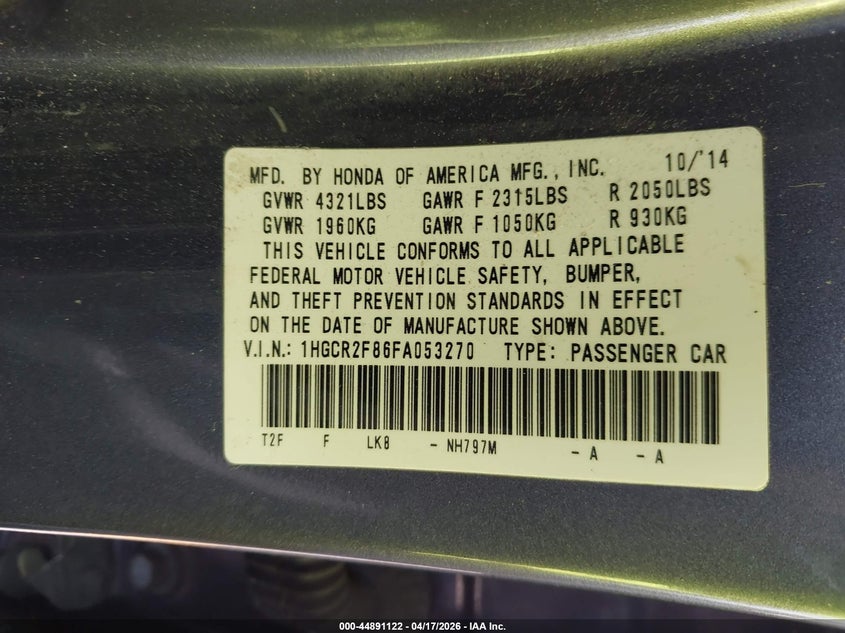 MFD. BY HONDA OF AMERICA MFG., INC. 10/'14
GVWR 4321LBS GAWR F 2315LBS R 2050LBS
GVWR 1960KG GAWR F 1050KG R 930KG
THIS VEHICLE CONFORMS TO ALL APPLICABLE
FEDERAL MOTOR VEHICLE SAFETY, BUMPER,
AND THEFT PREVENTION STANDARDS IN EFFECT
ON THE DATE OF MANUFACTURE SHOWN ABOVE.
V.I.N.: 1HGCR2F86FA053270 TYPE: PASSENGER CAR
T2F F LK8 - NH797M - A - A
000-44891122 - 04/17/2026 - IAA Inc.